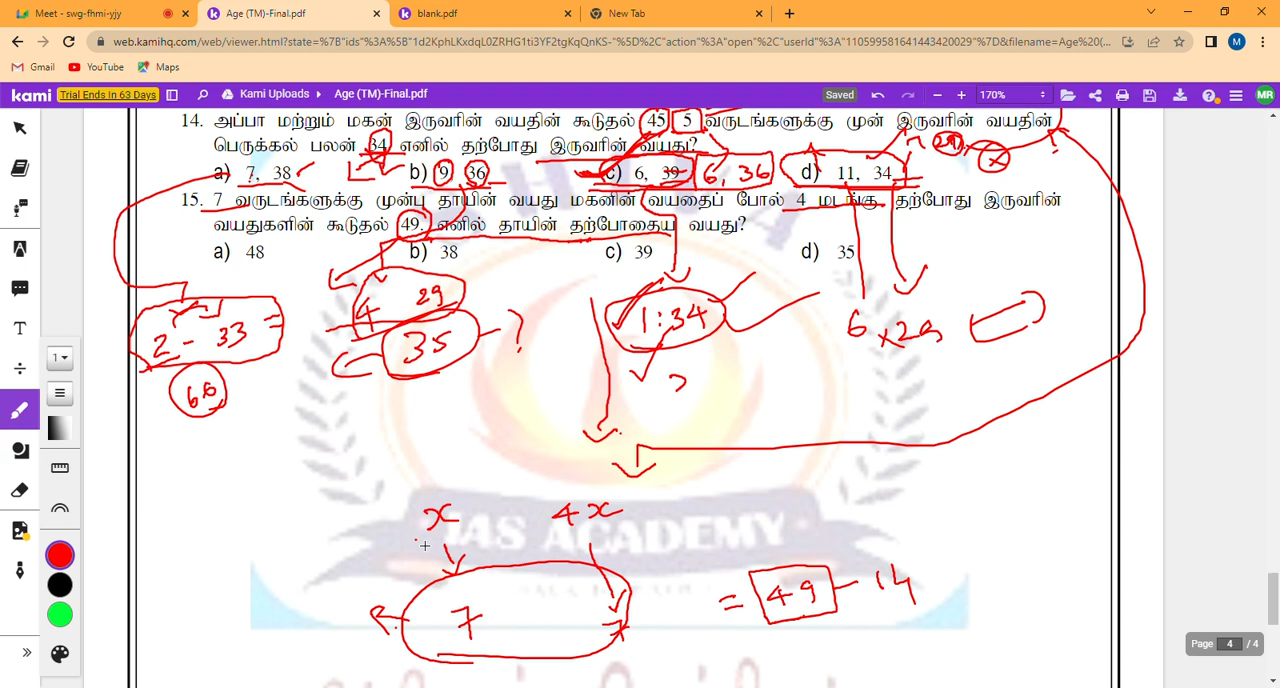 Meet - swg-fhmi-yjy
Age (TM)-Final.pdf
blank.pdf
New Tab
web.kamihq.com/web/viewer.html?state=%7B"ids"%3A%5B"1d2KphLKxdqL0ZRHG1ti3YF2tgKqQnKS-"%5D%2C"action"%3A"open"%2C"userId"%3A"110599581641443420029"%7D&filename=Age%20(...
Gmail
YouTube
Maps
kami
Trial Ends In 63 Days
Kami Uploads
Age (TM)-Final.pdf
Saved
170%
MR
14. அப்பா மற்றும் மகன் இருவரின் வயதின் கூடுதல் 45 5 வருடங்களுக்கு முன் இருவரின் வயதின்
பெருக்கல் பலன் 34 எனில் தற்போது இருவரின் வயது?
a) 7, 38 b) 9 36 c) 6, 39 6, 36 d) 11, 34
15. 7 வருடங்களுக்கு முன்பு தாயின் வயது மகனின் வயதைப் போல் 4 மடங்கு தற்போது இருவரின்
வயதுகளின் கூடுதல் 49. எனில் தாயின் தற்போதைய வயது?
a) 48 b) 38 c) 39 d) 35
4 29
2 - 33 =
35 ?
1:34
6 x 29
66
x 4x
IAS ACADEMY
7 7
= 49 - 14
1
Page 4 / 4